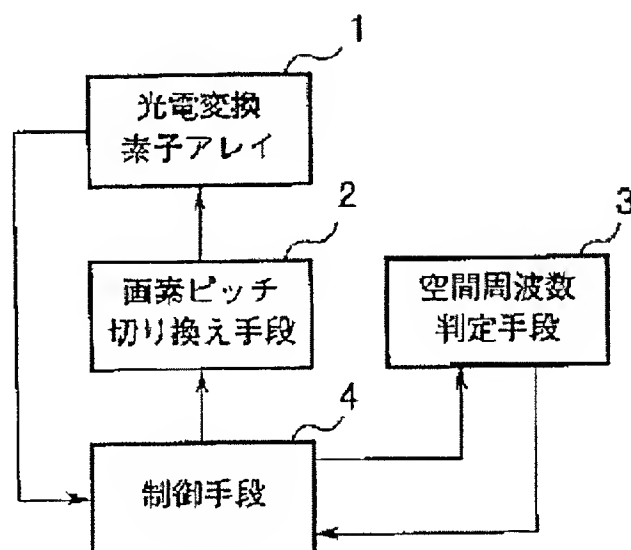 1
光電変換
素子アレイ
2
画素ピッチ
切り換え手段
3
空間周波数
判定手段
4
制御手段